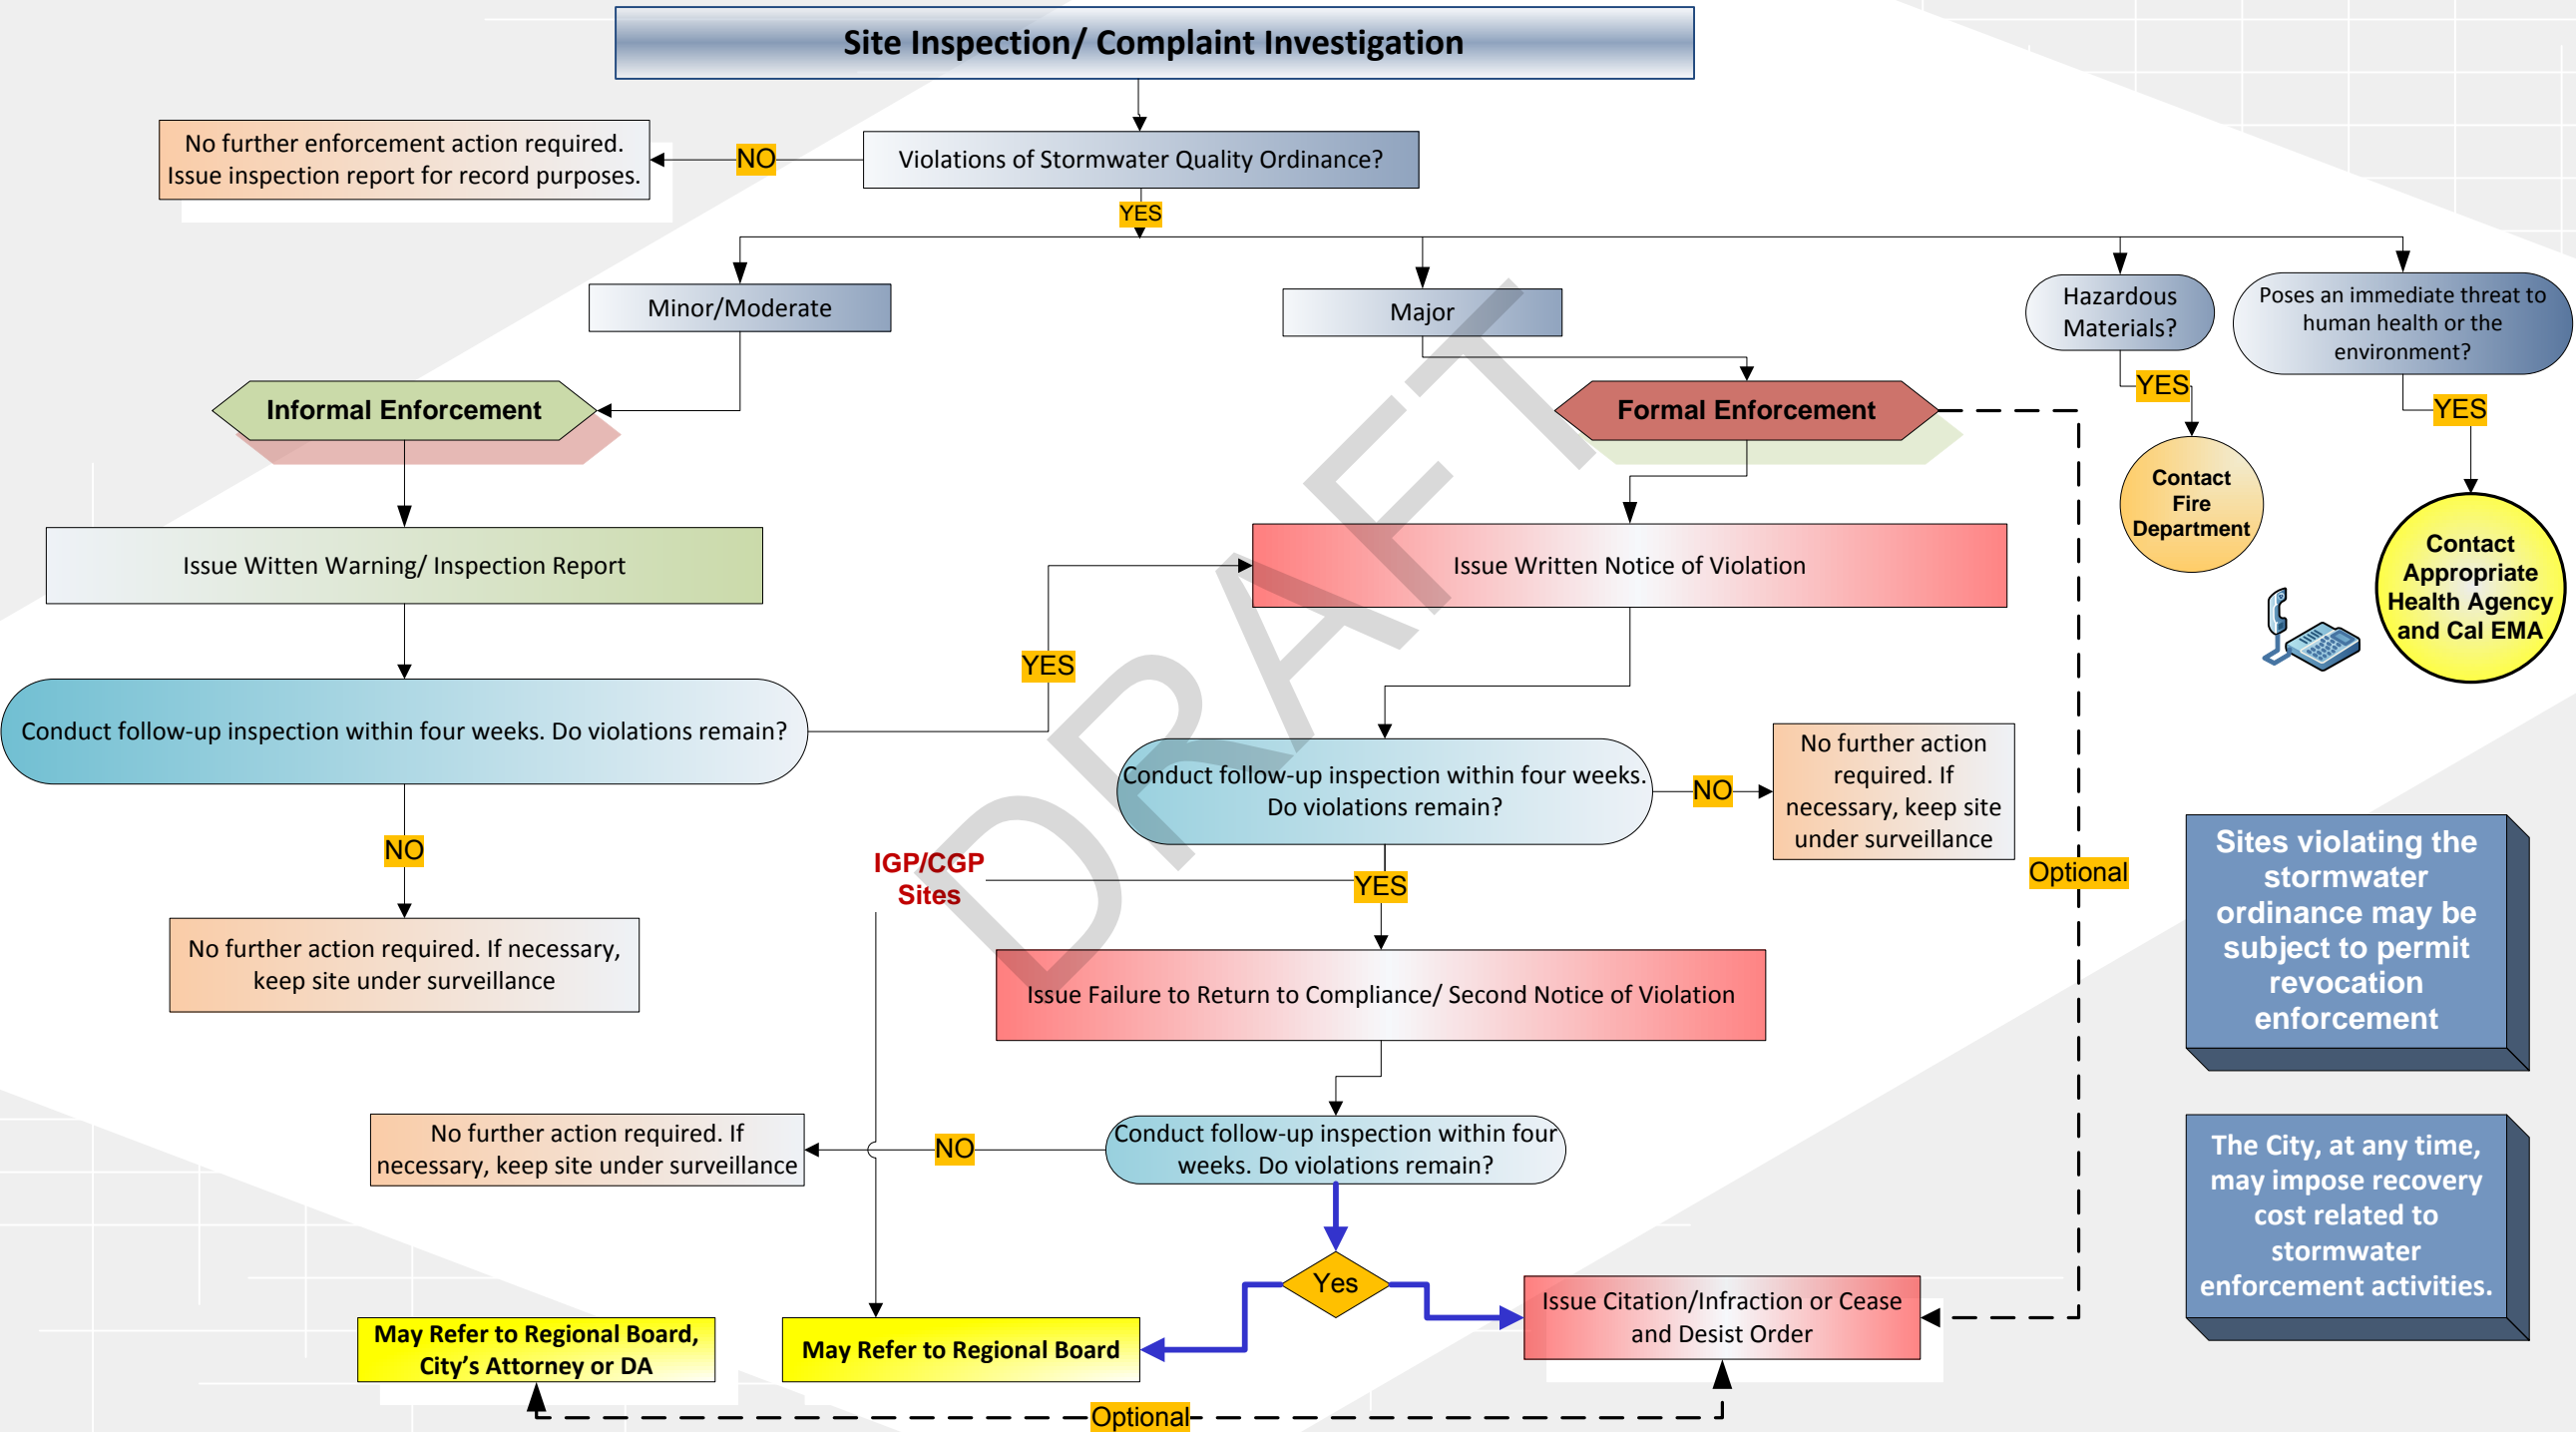 Site Inspection/ Complaint Investigation
No further enforcement action required.
Issue inspection report for record purposes.
NO
Violations of Stormwater Quality Ordinance?
YES
Minor/Moderate
Major
Hazardous
Materials?
Poses an immediate threat to
human health or the
environment?
YES
YES
Informal Enforcement
Formal Enforcement
Contact
Fire
Department
Contact
Appropriate
Health Agency
and Cal EMA
Issue Witten Warning/ Inspection Report
Issue Written Notice of Violation
YES
Conduct follow-up inspection within four weeks. Do violations remain?
Conduct follow-up inspection within four weeks.
Do violations remain?
NO
No further action
required. If
necessary, keep site
under surveillance
NO
IGP/CGP
Sites
YES
Optional
Sites violating the
stormwater
ordinance may be
subject to permit
revocation
enforcement
No further action required. If necessary,
keep site under surveillance
Issue Failure to Return to Compliance/ Second Notice of Violation
No further action required. If
necessary, keep site under surveillance
NO
Conduct follow-up inspection within four
weeks. Do violations remain?
The City, at any time,
may impose recovery
cost related to
stormwater
enforcement activities.
Yes
May Refer to Regional Board,
City’s Attorney or DA
May Refer to Regional Board
Issue Citation/Infraction or Cease
and Desist Order
Optional
DRAFT